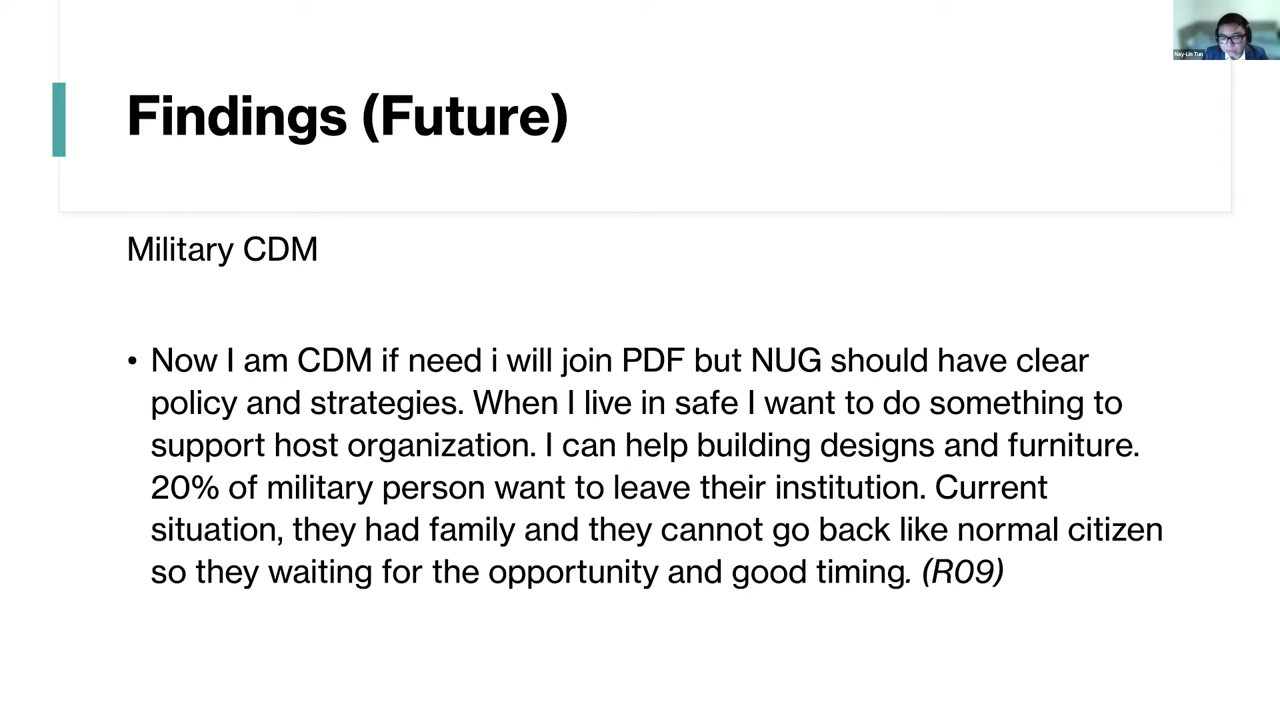 Nay-Lin Tun
Findings (Future)
Military CDM
• Now I am CDM if need i will join PDF but NUG should have clear
policy and strategies. When I live in safe I want to do something to
support host organization. I can help building designs and furniture.
20% of military person want to leave their institution. Current
situation, they had family and they cannot go back like normal citizen
so they waiting for the opportunity and good timing. (R09)